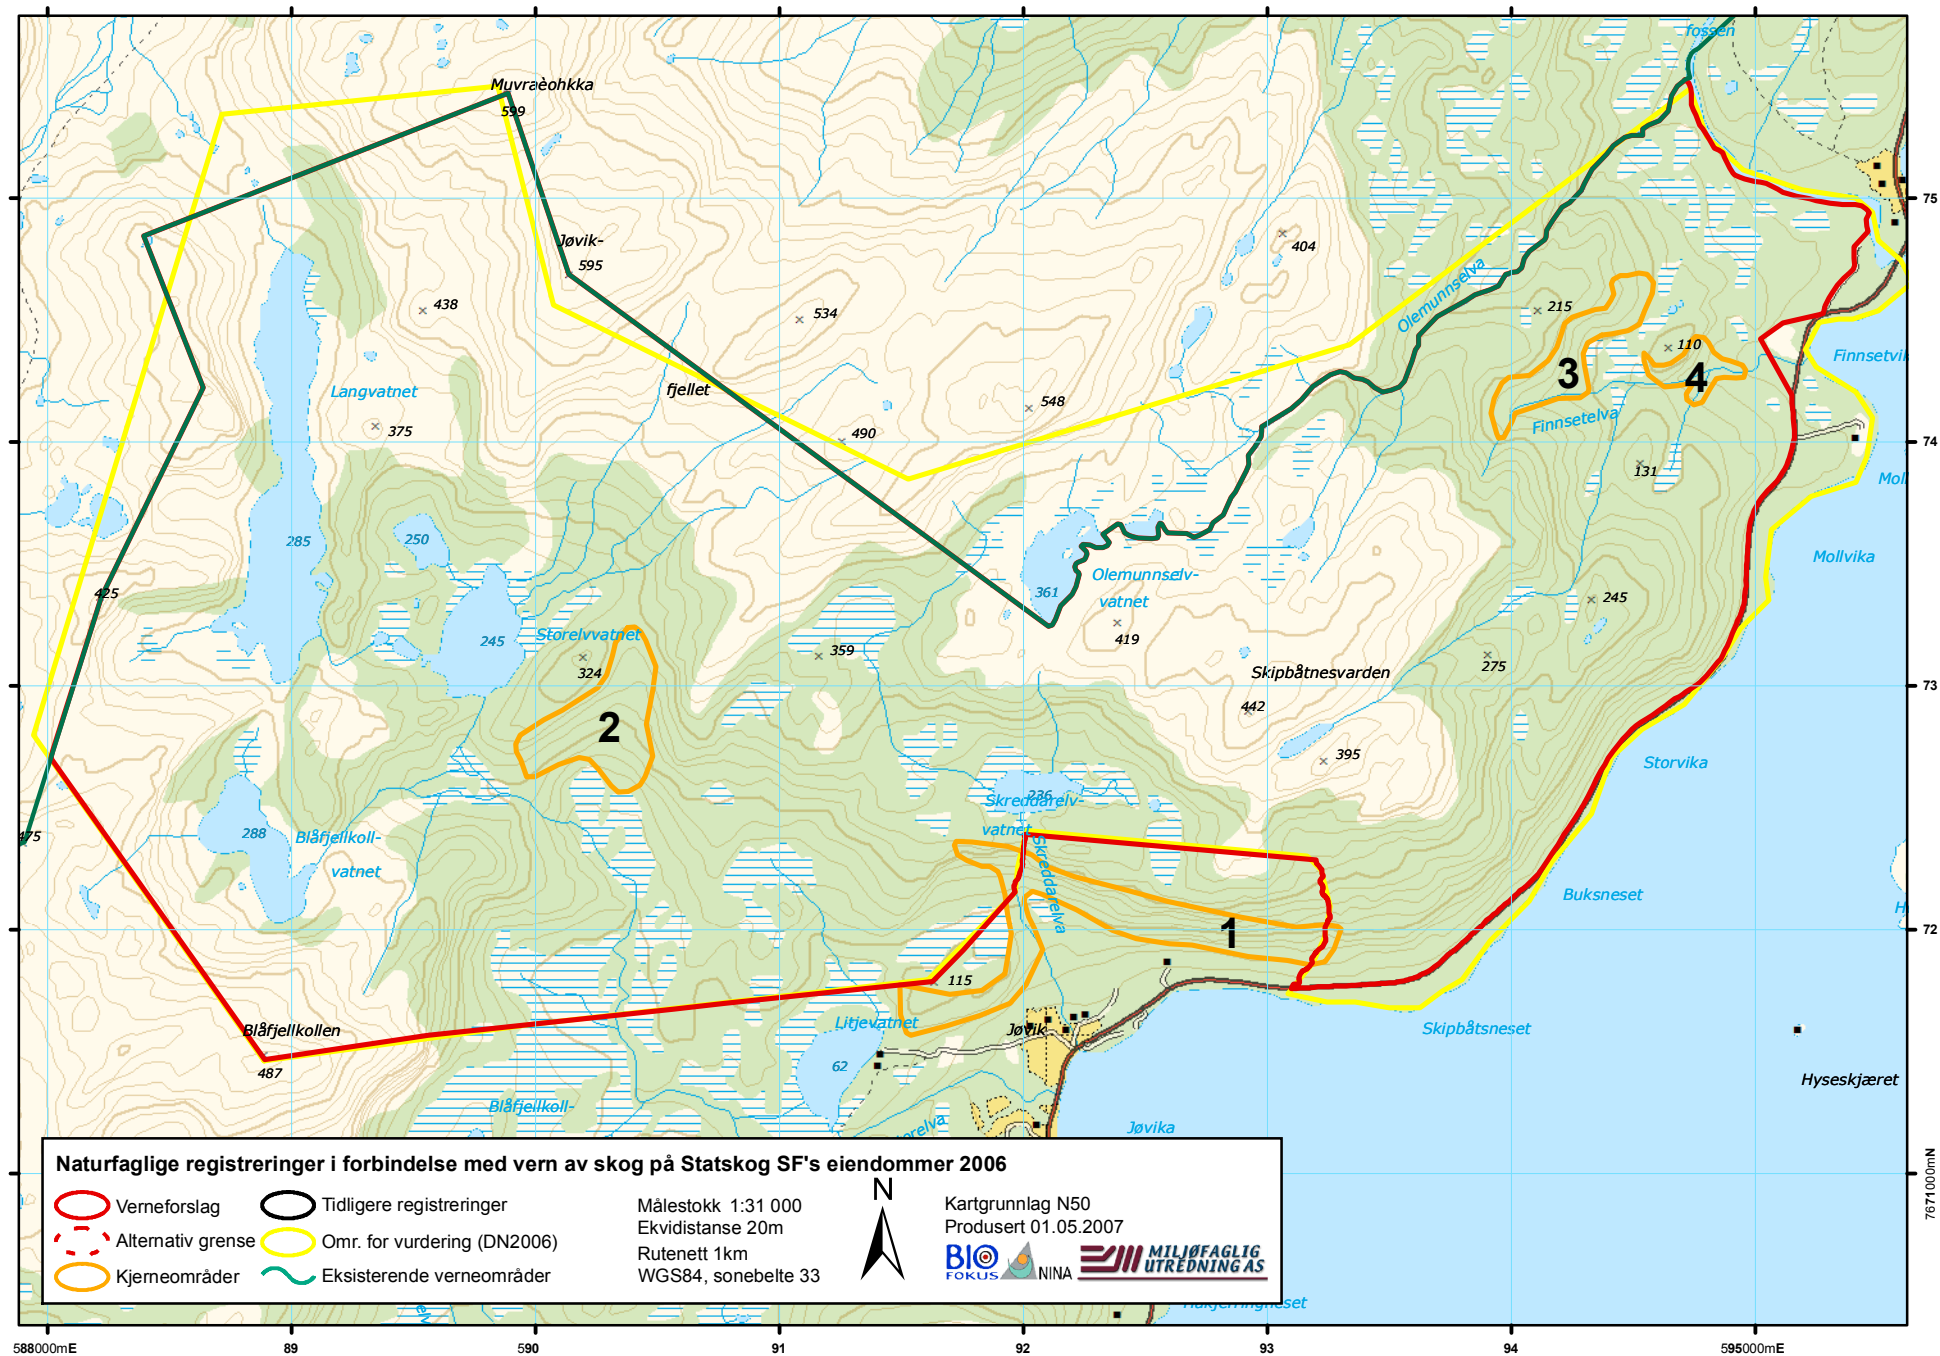 fossen
Muvraèohkka
599
75
Jøvik-
595
404
438
534
215
Olemunnselva
110
Finnsetvik
3
4
Langvatnet
fjellet
548
375
490
Finnsetelva
74
131
Moll
285
250
Mollvika
Olemunnselv-
vatnet
361
425
245
245
Storelvvatnet
419
359
324
275
Skipbåtnesvarden
73
442
2
395
Storvika
236
Skreddarelv-
vatnet
475
288
Blåfjellkoll-
vatnet
Skreddarelva
Buksneset
H
1
72
115
Litjevatnet
Jøvik
Blåfjellkollen
Skipbåtsneset
487
62
Hyseskjæret
Blåfjellkoll-
Jøvika
orelva
Naturfaglige registreringer i forbindelse med vern av skog på Statskog SF's eiendommer 2006
Verneforslag
Tidligere registreringer
Alternativ grense
Omr. for vurdering (DN2006)
Kjerneområder
Eksisterende verneområder
Målestokk 1:31 000
Ekvidistanse 20m
Rutenett 1km
WGS84, sonebelte 33
N
Kartgrunnlag N50
Produsert 01.05.2007
BIO
FOKUS
NINA
MILJØFAGLIG
UTREDNING AS
7671000mN
588000mE
89
590
91
92
93
94
595000mE